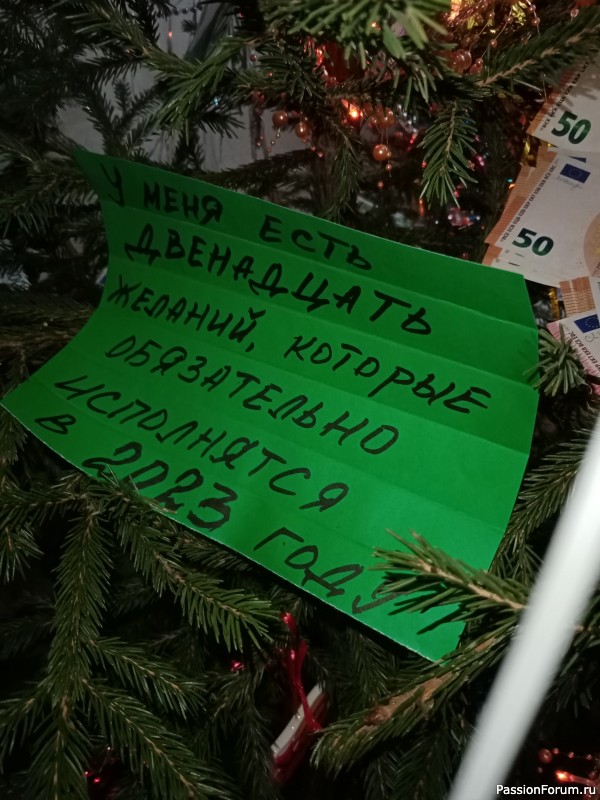 У МЕНЯ ЕСТЬ
ДВЕНАДЦАТЬ
ЖЕЛАНИЙ, КОТОРЫЕ
ОБЯЗАТЕЛЬНО
ИСПОЛНЯТСЯ
В 2023 ГОДУ!!
50
50
PassionForum.ru